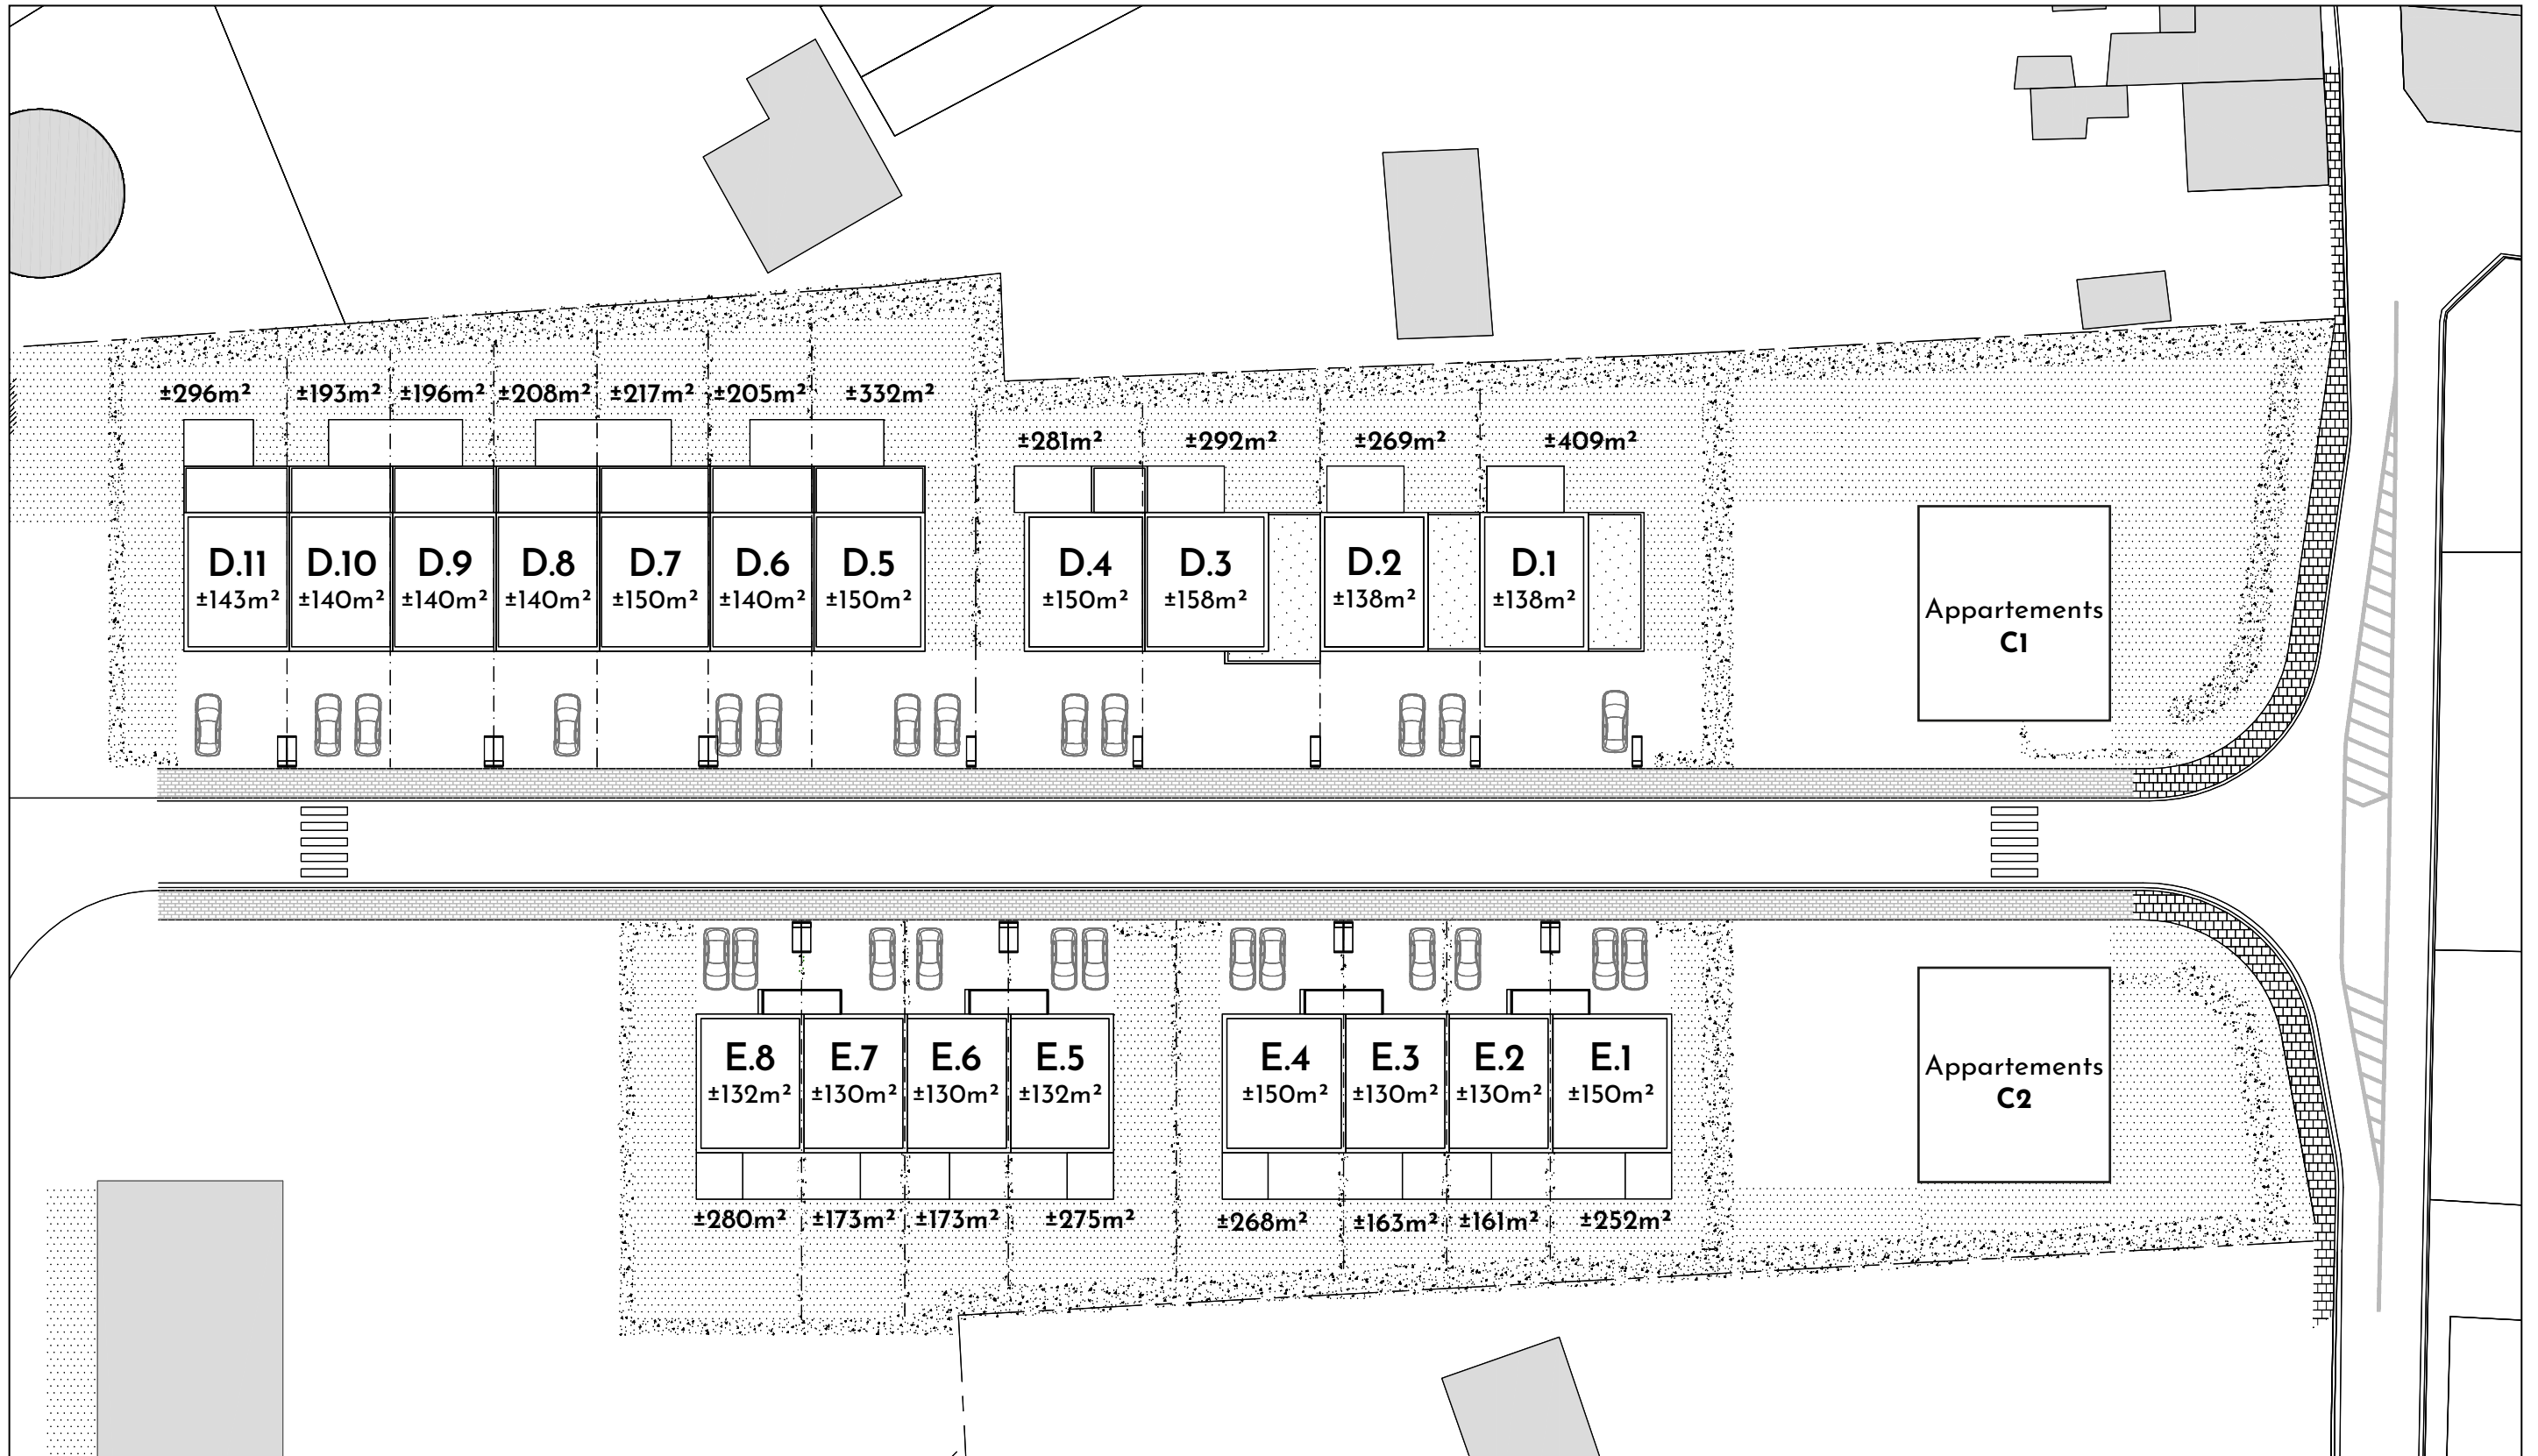 ±296m²
±193m²
±196m²
±208m²
±217m²
±205m²
±332m²
±281m²
±292m²
±269m²
±409m²
D.11
±143m²
D.10
±140m²
D.9
±140m²
D.8
±140m²
D.7
±150m²
D.6
±140m²
D.5
±150m²
D.4
±150m²
D.3
±158m²
D.2
±138m²
D.1
±138m²
Appartements
C1
E.8
±132m²
E.7
±130m²
E.6
±130m²
E.5
±132m²
E.4
±150m²
E.3
±130m²
E.2
±130m²
E.1
±150m²
Appartements
C2
±280m²
±173m²
±173m²
±275m²
±268m²
±163m²
±161m²
±252m²